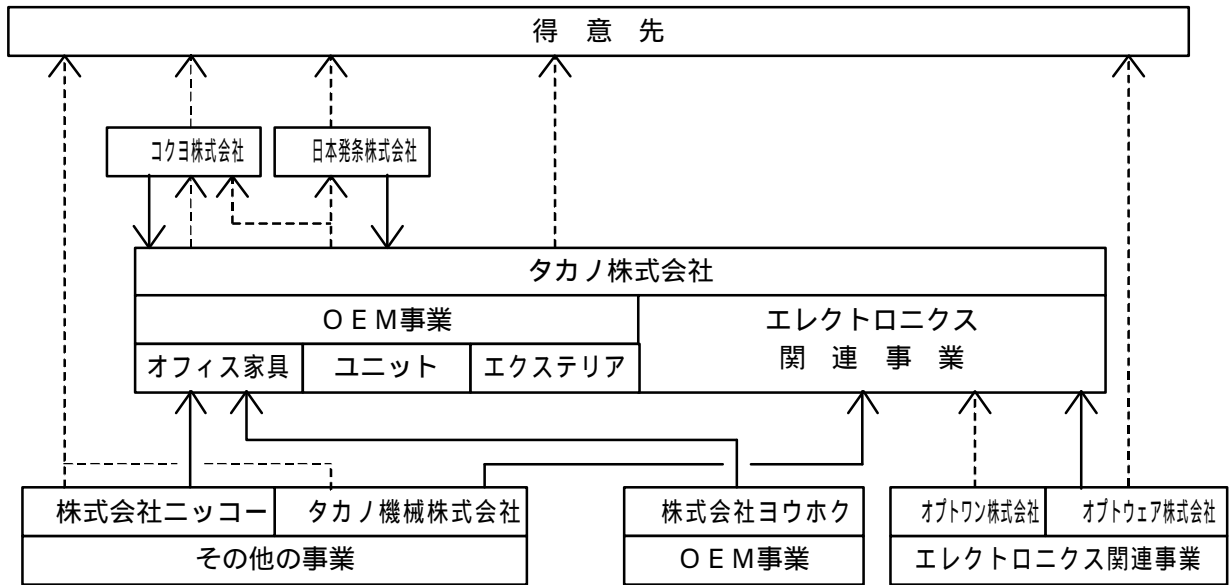 得 意 先
コクヨ株式会社 日本発条株式会社
タカノ株式会社
ＯＥＭ事業 エレクトロニクス
関 連 事 業
オフィス家具 ユニット エクステリア
株式会社ニッコー タカノ機械株式会社 株式会社ヨウホク オプトワン株式会社 オプトウェア株式会社
その他の事業 ＯＥＭ事業 エレクトロニクス関連事業